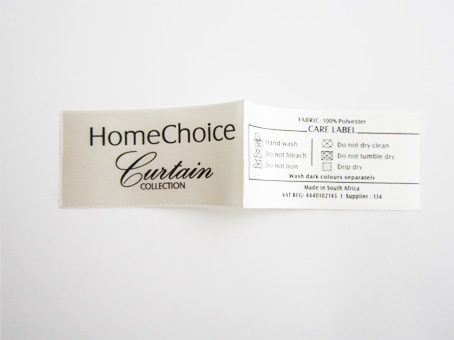 HomeChoice
Curtain
COLLECTION
FABRIC: 100% Polyester
CARE LABEL
Hand wash
Do not bleach
Do not iron
Do not dry clean
Do not tumble dry
Drip dry
Wash dark colours separately
Made in South Africa
VAT REG: 4440102143 I Supplier : 134